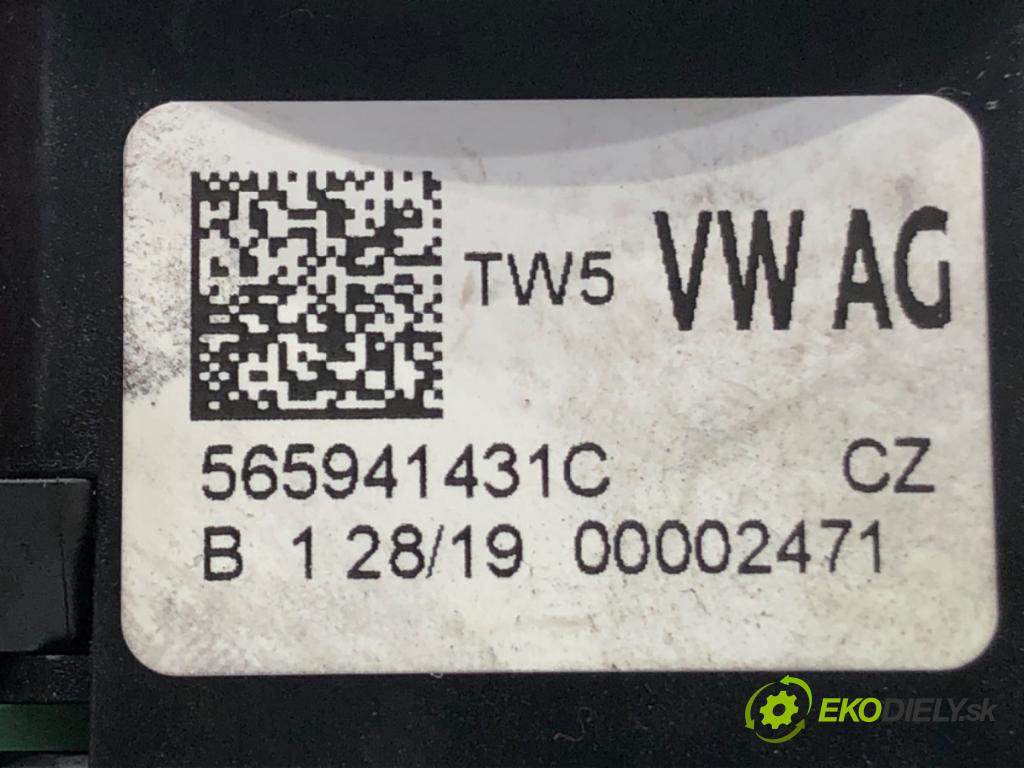 TW5 VW AG
565941431C CZ
B 1 28/19 00002471
EKODIELY.sk